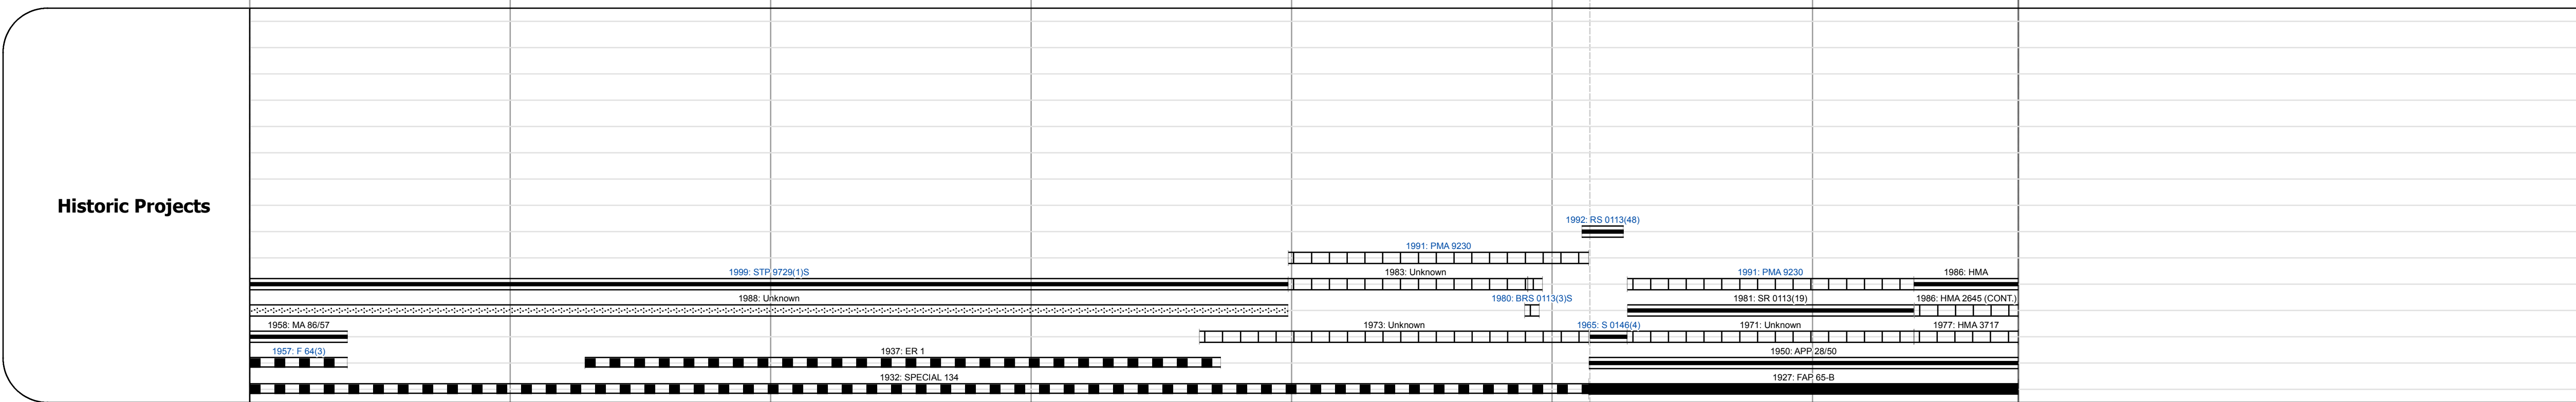 Historic Projects
1992: RS 0113(48)
1991: PMA 9230
1999: STP 9729(1)S
1983: Unknown
1991: PMA 9230
1986: HMA
1988: Unknown
1980: BRS 0113(3)S
1981: SR 0113(19)
1986: HMA 2645 (CONT.)
1958: MA 86/57
1973: Unknown
1965: S 0146(4)
1971: Unknown
1977: HMA 3717
1957: F 64(3)
1937: ER 1
1950: APP 28/50
1932: SPECIAL 134
1927: FAP 65-B